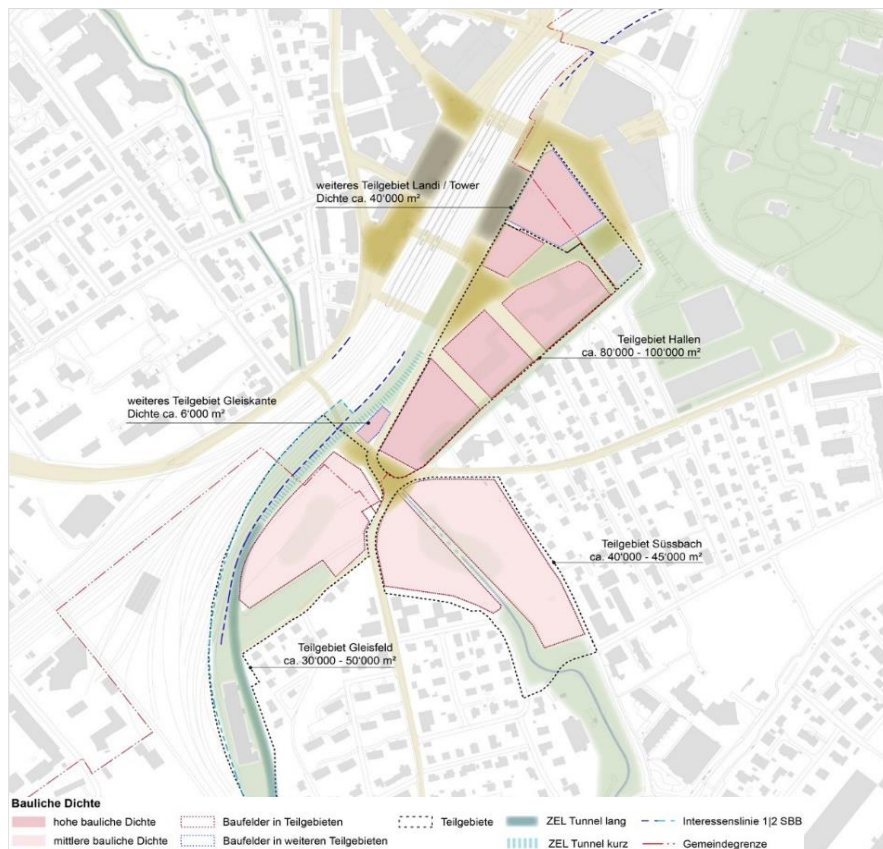 weiteres Teilgebiet Landi / Tower
Dichte ca. 40'000 m²
Teilgebiet Hallen
ca. 80'000 - 100'000 m²
weiteres Teilgebiet Gleiskante
Dichte ca. 6'000 m²
Teilgebiet Süssbach
ca. 40'000 - 45'000 m²
Teilgebiet Gleisfeld
ca. 30'000 - 50'000 m²
Bauliche Dichte
hohe bauliche Dichte
Baufelder in Teilgebieten
Teilgebiete
ZEL Tunnel lang
Interessenslinie 1|2 SBB
mittlere bauliche Dichte
Baufelder in weiteren Teilgebieten
ZEL Tunnel kurz
Gemeindegrenze